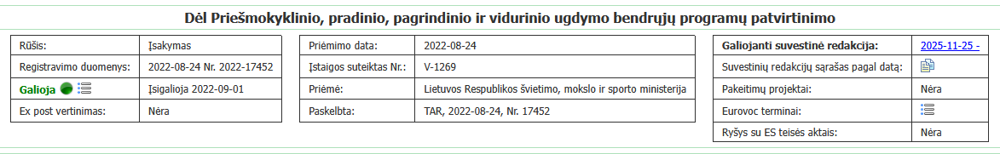 Dėl Priešmokyklinio, pradinio, pagrindinio ir vidurinio ugdymo bendrųjų programų patvirtinimo
Rūšis: Įsakymas
Registravimo duomenys: 2022-08-24 Nr. 2022-17452
Galioja Įsigalioja 2022-09-01
Ex post vertinimas: Nėra
Priėmimo data: 2022-08-24
Įstaigos suteiktas Nr.: V-1269
Priėmė: Lietuvos Respublikos švietimo, mokslo ir sporto ministerija
Paskelbta: TAR, 2022-08-24, Nr. 17452
Galiojanti suvestinė redakcija: 2025-11-25 -
Suvestinių redakcijų sąrašas pagal datą:
Pakeitimų projektai: Nėra
Eurovoc terminai:
Ryšys su ES teisės aktais: Nėra